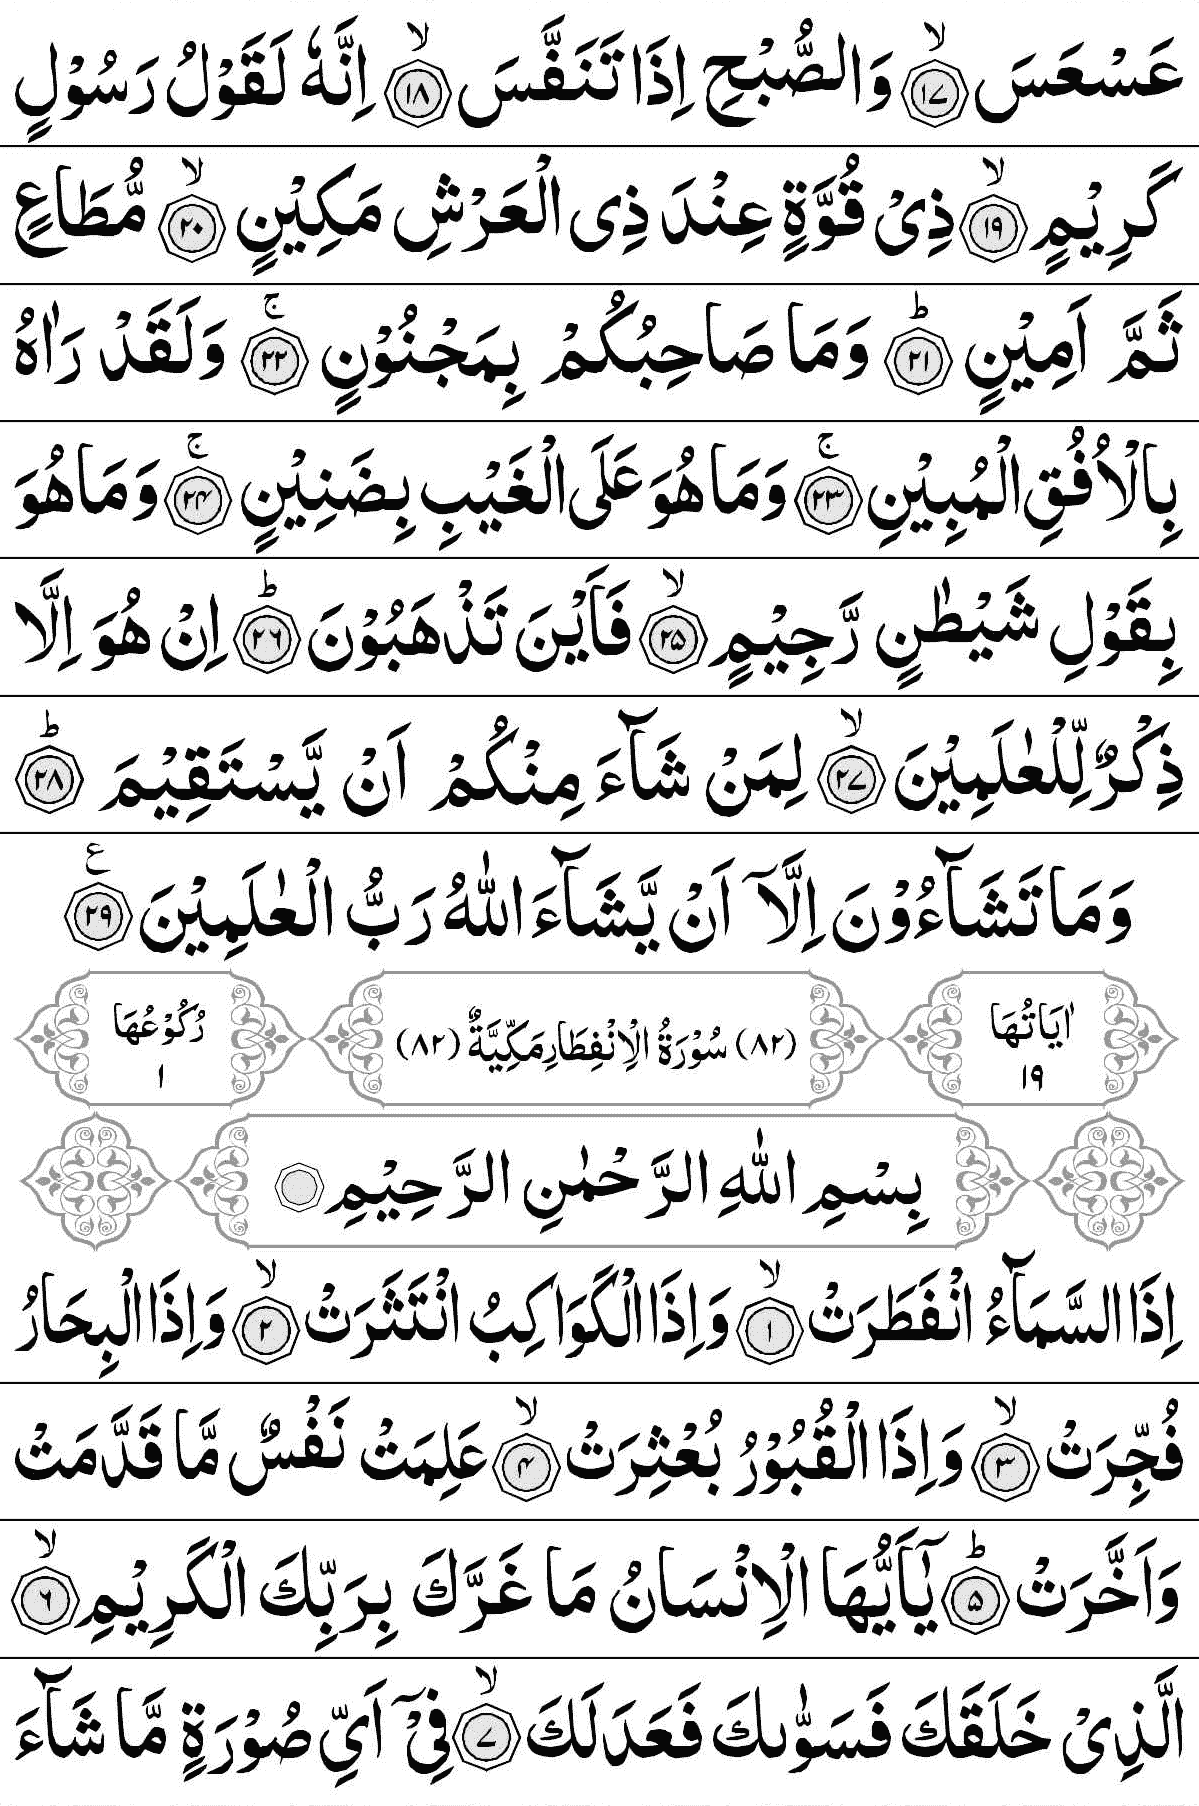 عَسْعَسَ ۙ﴿۱۷﴾ وَالصُّبْحِ اِذَا تَنَفَّسَ ۙ﴿۱۸﴾ اِنَّهٗ لَقَوْلُ رَسُوْلٍ
كَرِيْمٍ ۙ﴿۱۹﴾ ذِيْ قُوَّةٍ عِنْدَ ذِي الْعَرْشِ مَكِيْنٍ ۙ﴿۲۰﴾ مُّطَاعٍ
ثَمَّ اَمِيْنٍ ؕ﴿۲۱﴾ وَمَا صَاحِبُكُمْ بِمَجْنُوْنٍ ۚ﴿۲۲﴾ وَلَقَدْ رَاٰهُ
بِالْاُفُقِ الْمُبِيْنِ ۚ﴿۲۳﴾ وَمَا هُوَ عَلَى الْغَيْبِ بِضَنِيْنٍ ۚ﴿۲۴﴾ وَمَا هُوَ
بِقَوْلِ شَيْطٰنٍ رَّجِيْمٍ ۙ﴿۲۵﴾ فَاَيْنَ تَذْهَبُوْنَ ؕ﴿۲۶﴾ اِنْ هُوَ اِلَّا
ذِكْرٌ لِّلْعٰلَمِيْنَ ۙ﴿۲۷﴾ لِمَنْ شَآءَ مِنْكُمْ اَنْ يَّسْتَقِيْمَ ؕ﴿۲۸﴾
وَمَا تَشَآءُوْنَ اِلَّاۤ اَنْ يَّشَآءَ اللّٰهُ رَبُّ الْعٰلَمِيْنَ ﴿۲۹﴾ ع
اٰيَاتُهَا ۱۹ (۸۲) سُوْرَةُ الْاِنْفِطَارِ مَكِّيَّةٌ (۸۲) رُكُوْعُهَا ۱
بِسْمِ اللّٰهِ الرَّحْمٰنِ الرَّحِيْمِ
اِذَا السَّمَآءُ انْفَطَرَتْ ۙ﴿۱﴾ وَاِذَا الْكَوَاكِبُ انْتَثَرَتْ ۙ﴿۲﴾ وَاِذَا الْبِحَارُ
فُجِّرَتْ ۙ﴿۳﴾ وَاِذَا الْقُبُوْرُ بُعْثِرَتْ ۙ﴿۴﴾ عَلِمَتْ نَفْسٌ مَّا قَدَّمَتْ
وَاَخَّرَتْ ؕ﴿۵﴾ يٰۤاَيُّهَا الْاِنْسَانُ مَا غَرَّكَ بِرَبِّكَ الْكَرِيْمِ ۙ﴿۶﴾
الَّذِيْ خَلَقَكَ فَسَوّٰىكَ فَعَدَلَكَ ۙ﴿۷﴾ فِيْۤ اَيِّ صُوْرَةٍ مَّا شَآءَ